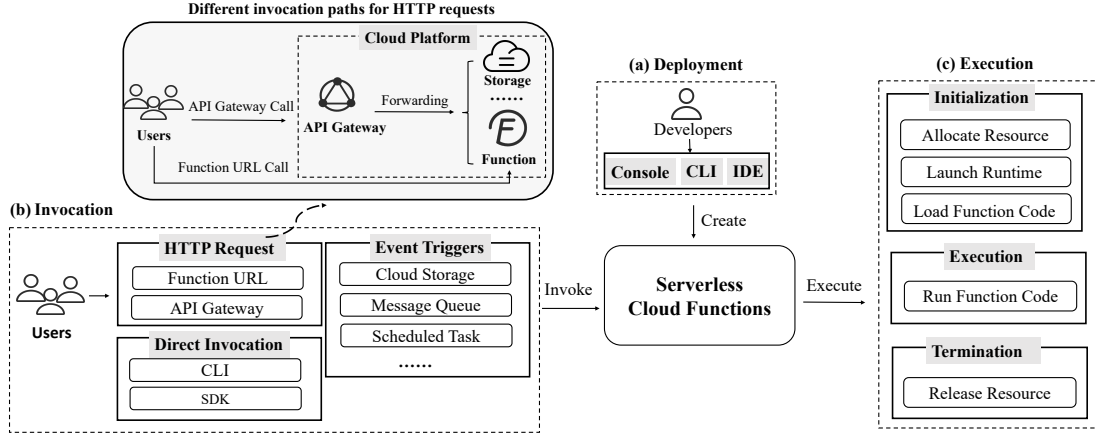 Different invocation paths for HTTP requests
Cloud Platform
Users
API Gateway Call
API Gateway
Forwarding
Storage
......
Function
Function URL Call
(a) Deployment
Developers
Console CLI IDE
Create
(b) Invocation
Users
HTTP Request
Function URL
API Gateway
Direct Invocation
CLI
SDK
Event Triggers
Cloud Storage
Message Queue
Scheduled Task
......
Invoke
Serverless
Cloud Functions
Execute
(c) Execution
Initialization
Allocate Resource
Launch Runtime
Load Function Code
Execution
Run Function Code
Termination
Release Resource